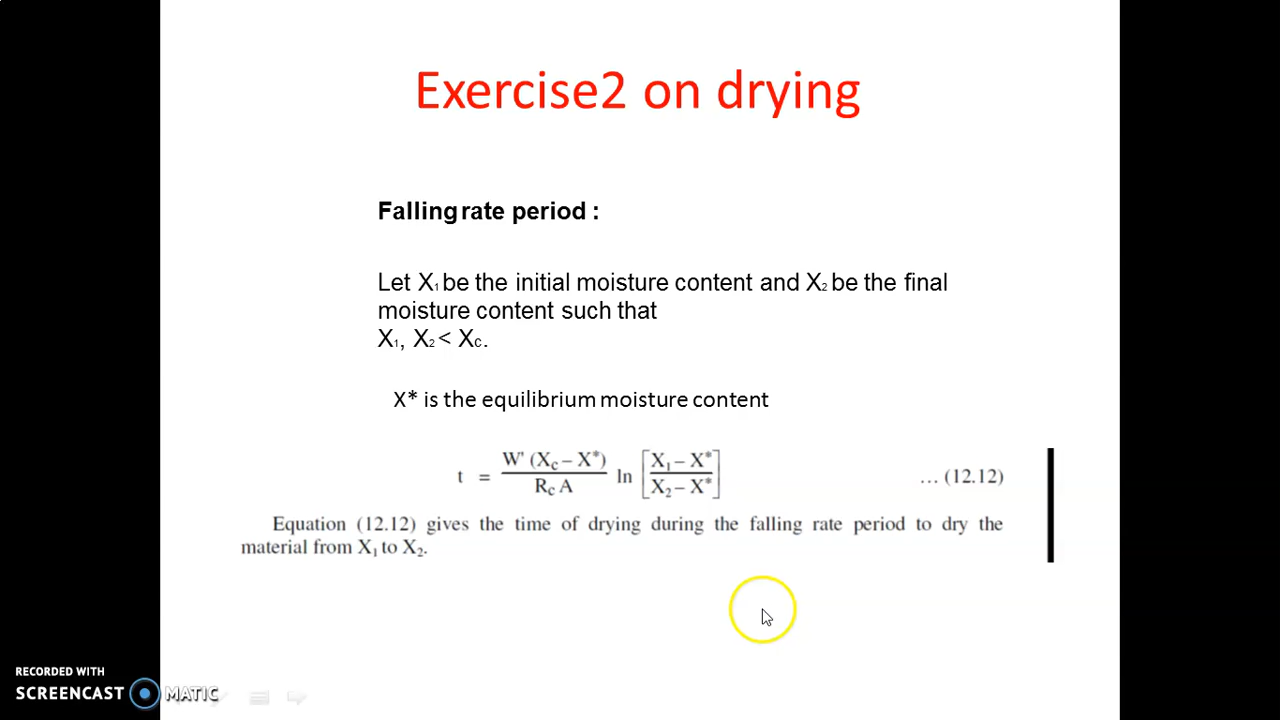 Exercise2 on drying
Falling rate period :
Let X₁ be the initial moisture content and X₂ be the final
moisture content such that
X₁, X₂ < Xc.
X* is the equilibrium moisture content
t = W' (Xc – X*) / Rc A ln [X₁ – X* / X₂ – X*] ... (12.12)
Equation (12.12) gives the time of drying during the falling rate period to dry the
material from X₁ to X₂.
RECORDED WITH
SCREENCAST MATIC